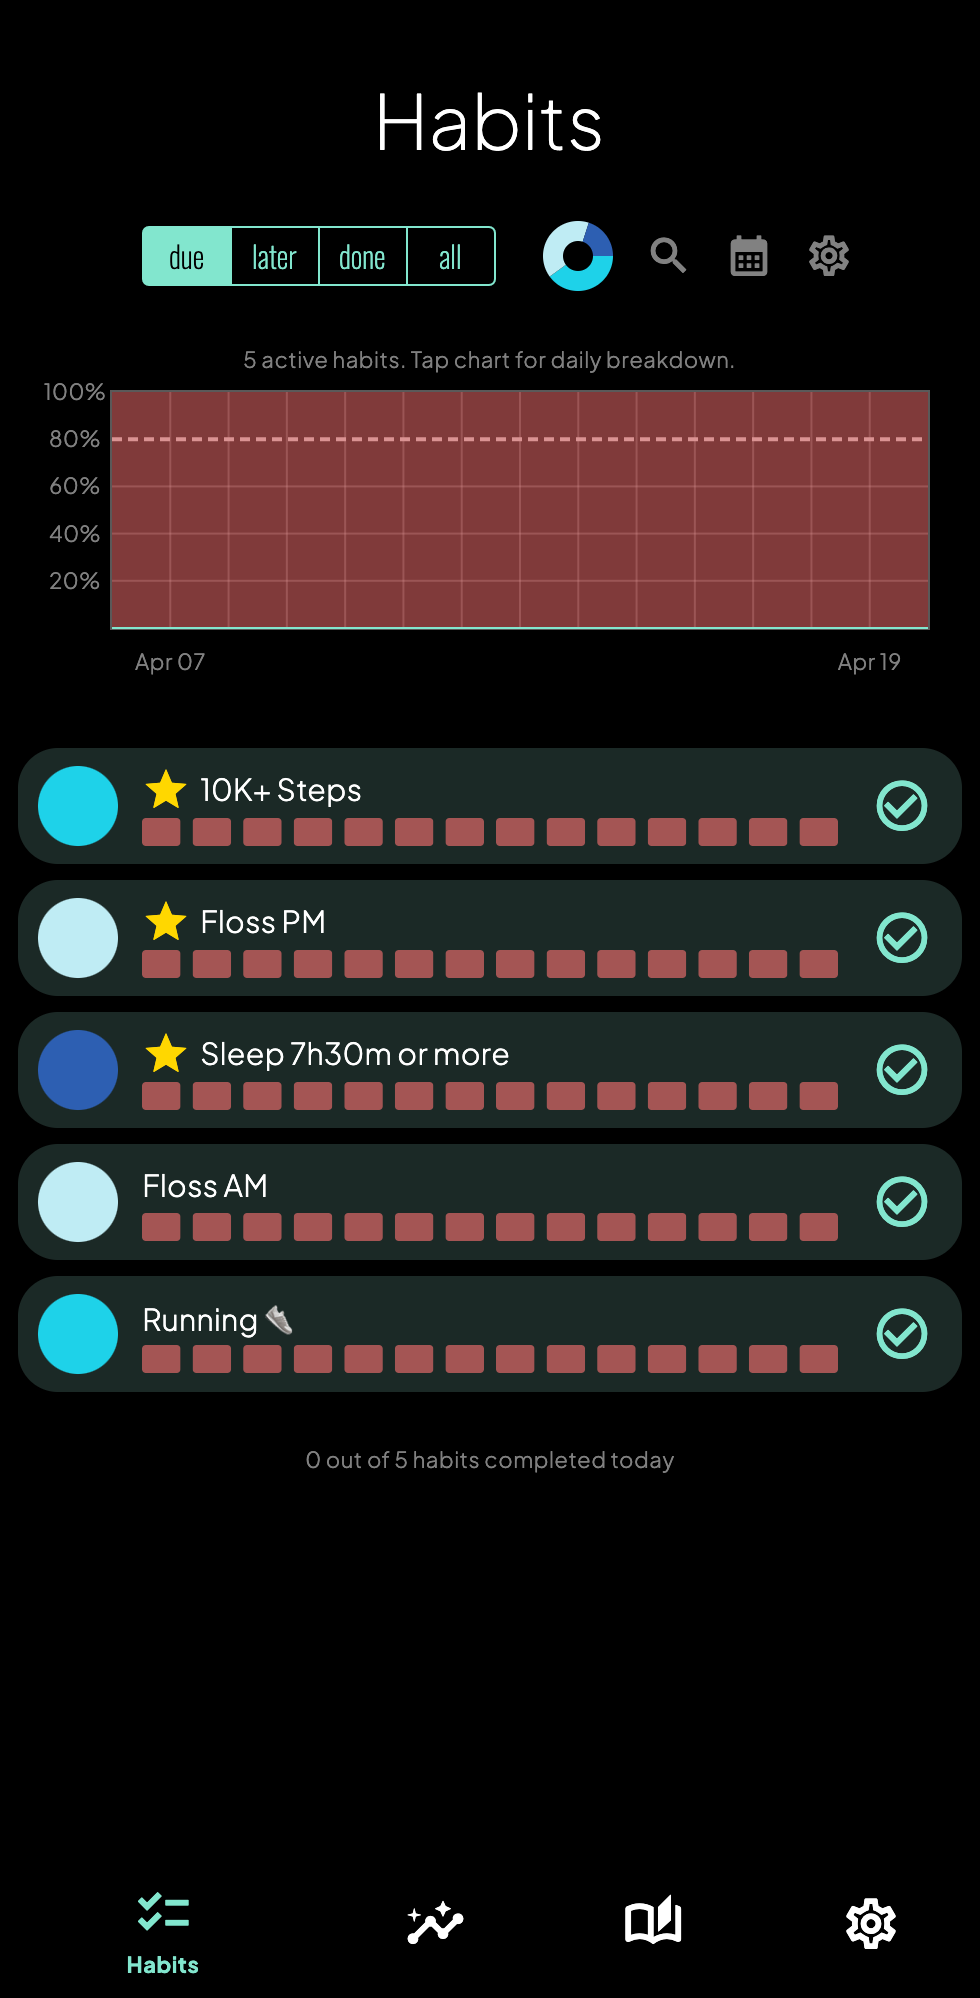 Habits
due later done all
5 active habits. Tap chart for daily breakdown.
100%
80%
60%
40%
20%
Apr 07 Apr 19
10K+ Steps
Floss PM
Sleep 7h30m or more
Floss AM
Running
0 out of 5 habits completed today
Habits